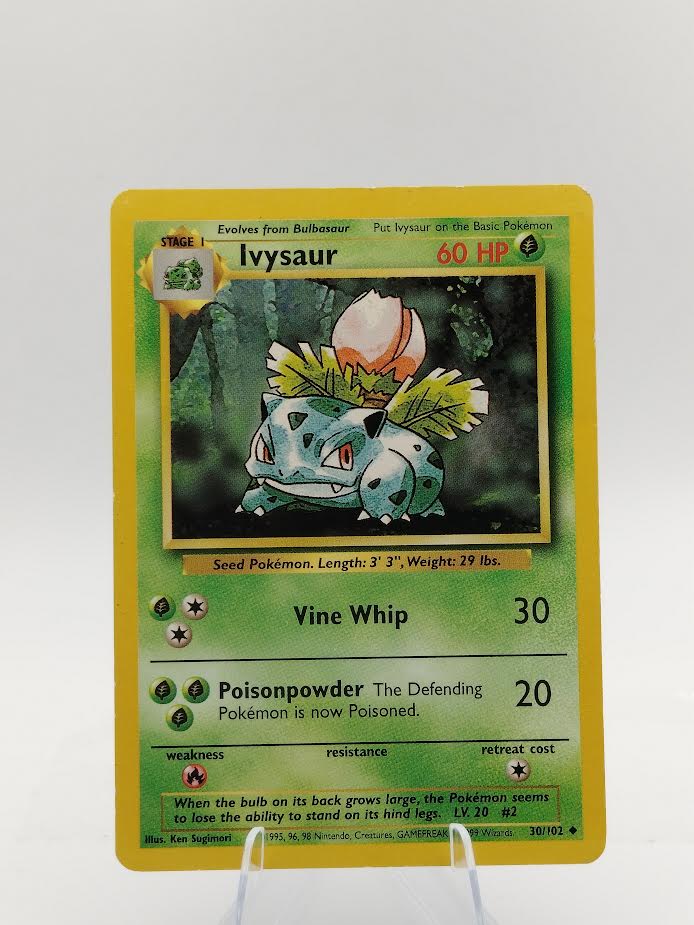 Evolves from Bulbasaur Put Ivysaur on the Basic Pokémon
STAGE 1
Ivysaur 60 HP
Seed Pokémon. Length: 3' 3", Weight: 29 lbs.
Vine Whip 30
Poisonpowder The Defending
Pokémon is now Poisoned.
20
weakness resistance retreat cost
When the bulb on its back grows large, the Pokémon seems
to lose the ability to stand on its hind legs. LV. 20 #2
Illus. Ken Sugimori 1995, 96, 98 Nintendo, Creatures, GAMEFREAK Wizards. 30/102